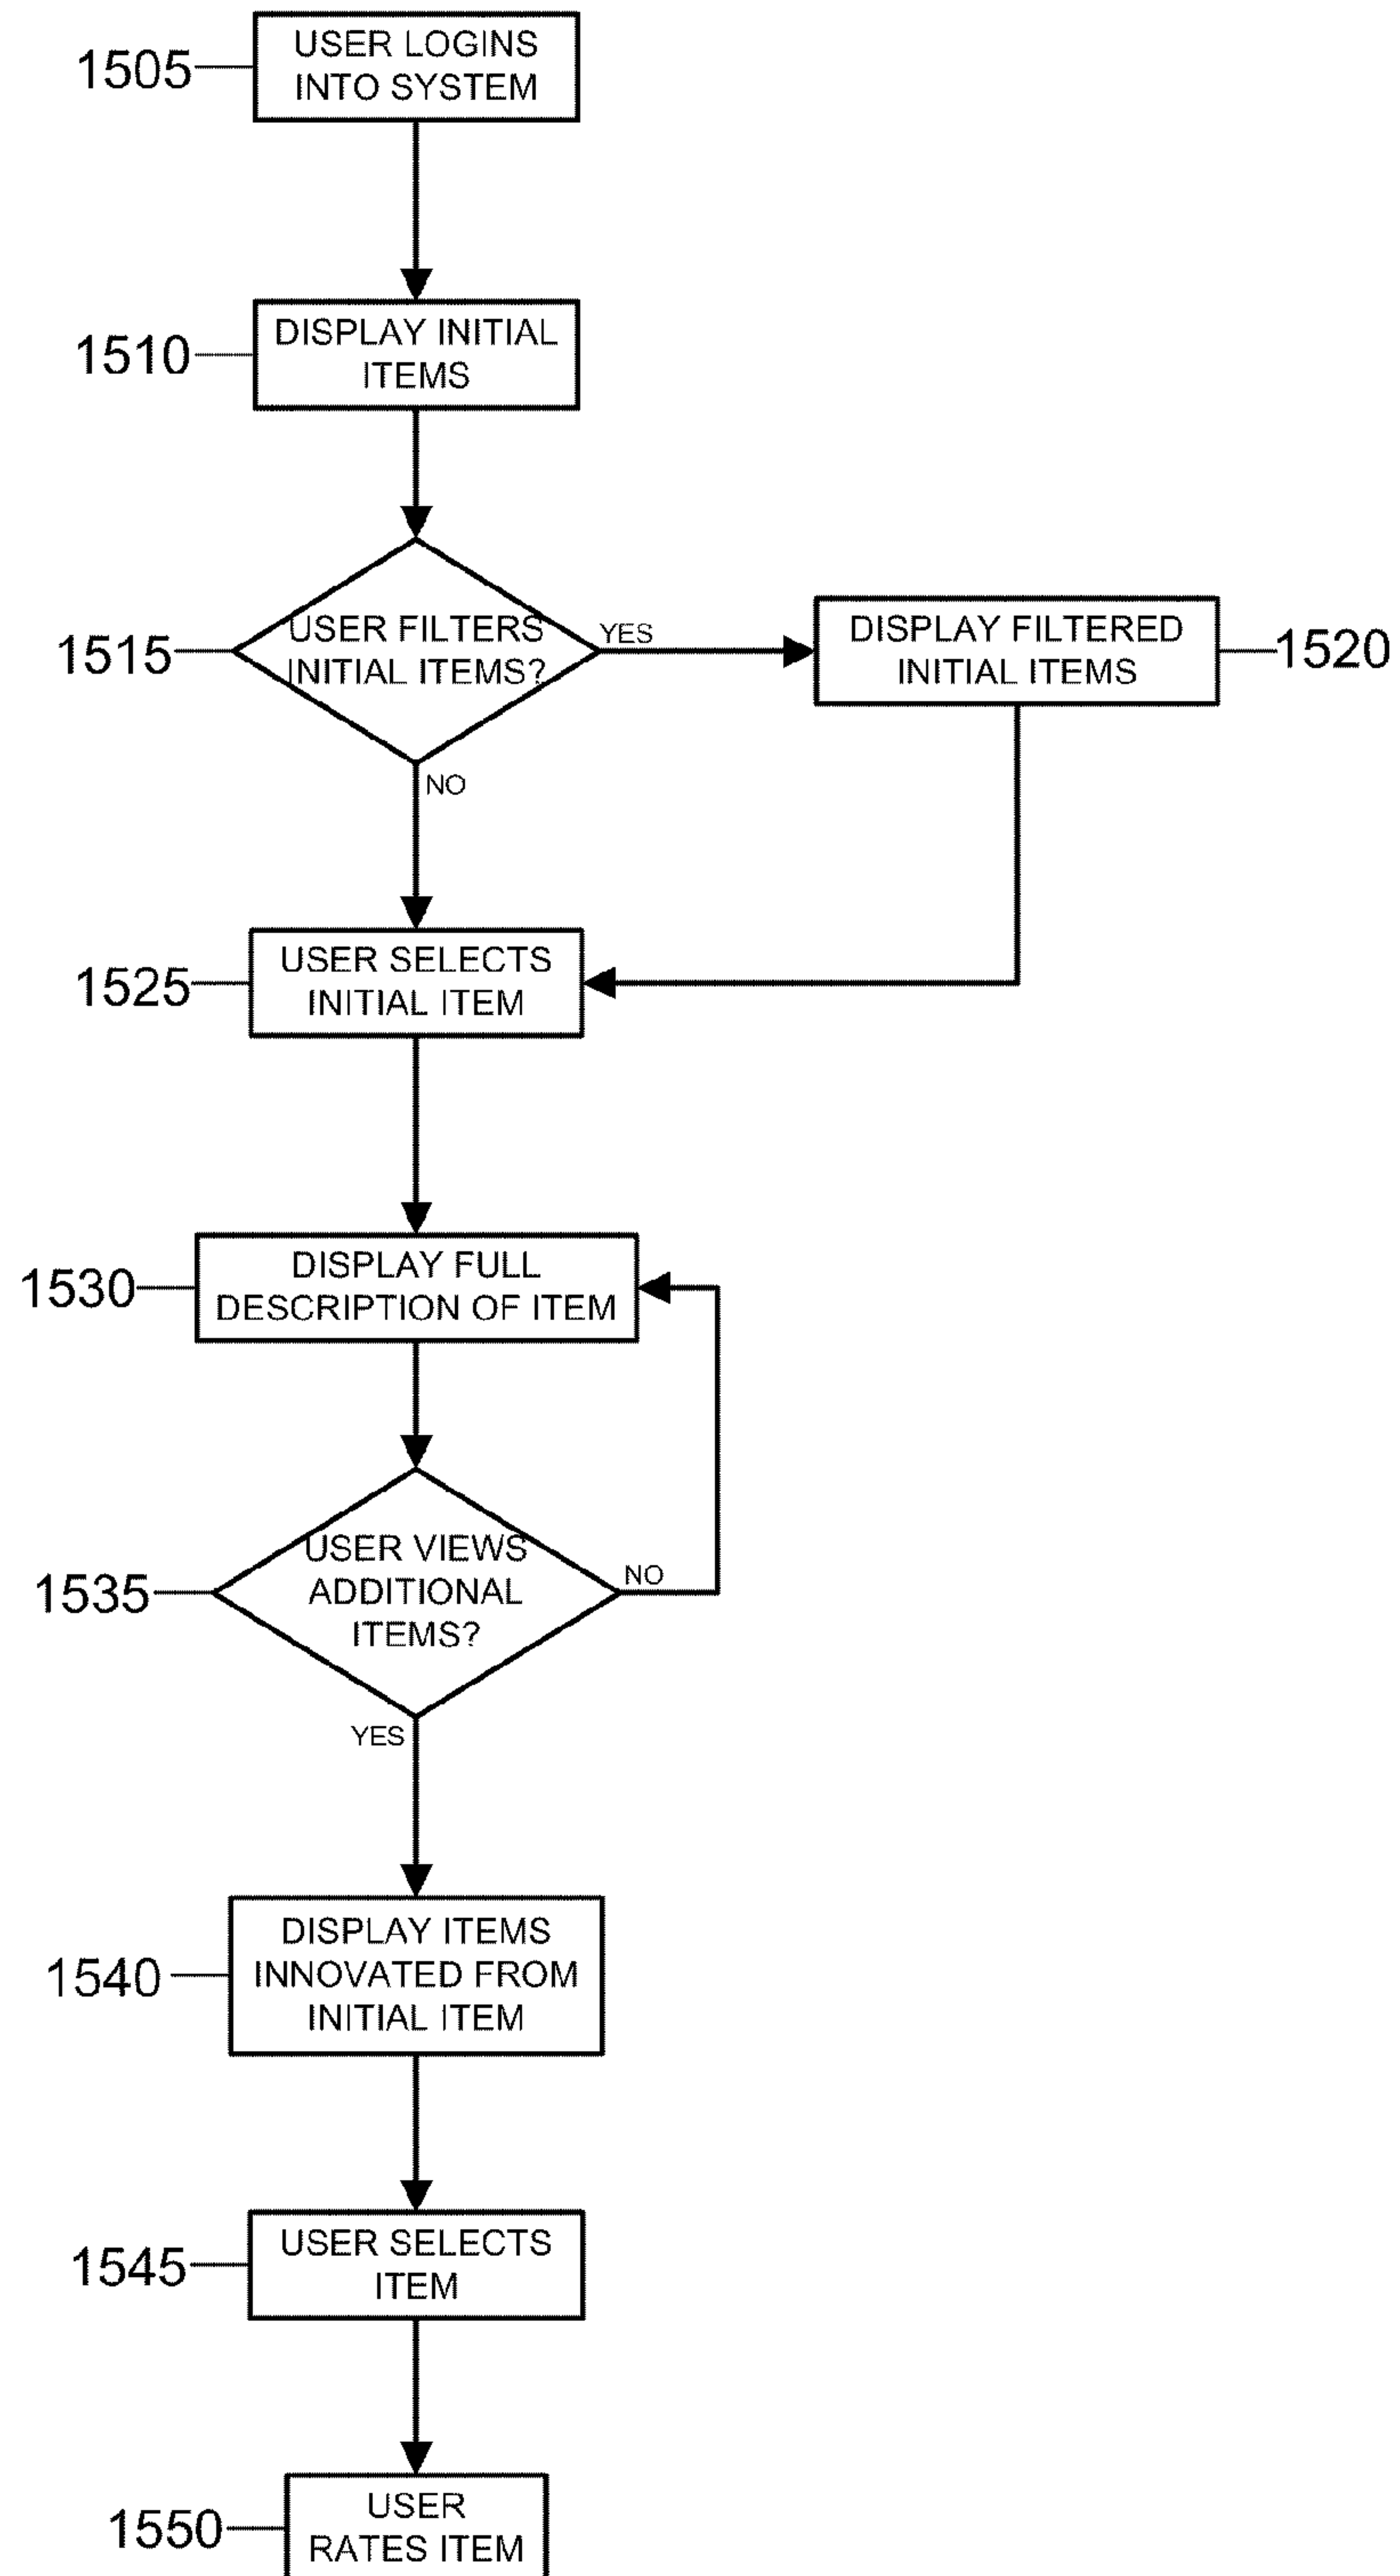 1505
USER LOGINS
INTO SYSTEM
1510
DISPLAY INITIAL
ITEMS
1515
USER FILTERS
INITIAL ITEMS?
YES
DISPLAY FILTERED
INITIAL ITEMS
1520
NO
1525
USER SELECTS
INITIAL ITEM
1530
DISPLAY FULL
DESCRIPTION OF ITEM
1535
USER VIEWS
ADDITIONAL
ITEMS?
NO
YES
1540
DISPLAY ITEMS
INNOVATED FROM
INITIAL ITEM
1545
USER SELECTS
ITEM
1550
USER
RATES ITEM